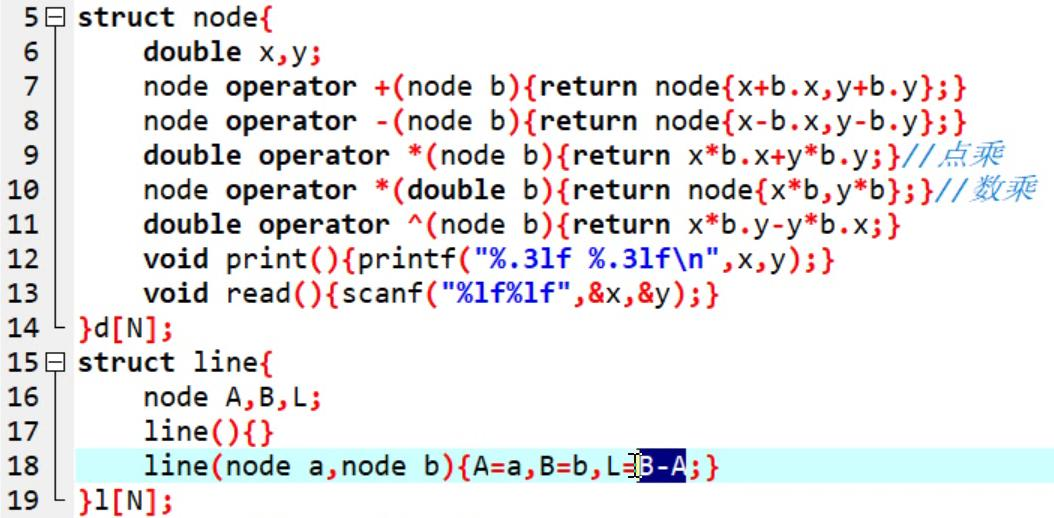 5 struct node{
6 double x,y;
7 node operator +(node b){return node{x+b.x,y+b.y};}
8 node operator -(node b){return node{x-b.x,y-b.y};}
9 double operator *(node b){return x*b.x+y*b.y;}//点乘
10 node operator *(double b){return node{x*b,y*b};}//数乘
11 double operator ^(node b){return x*b.y-y*b.x;}
12 void print(){printf("%.3lf %.3lf\n",x,y);}
13 void read(){scanf("%lf%lf",&x,&y);}
14 }d[N];
15 struct line{
16 node A,B,L;
17 line(){}
18 line(node a,node b){A=a,B=b,L=B-A;}
19 }l[N];